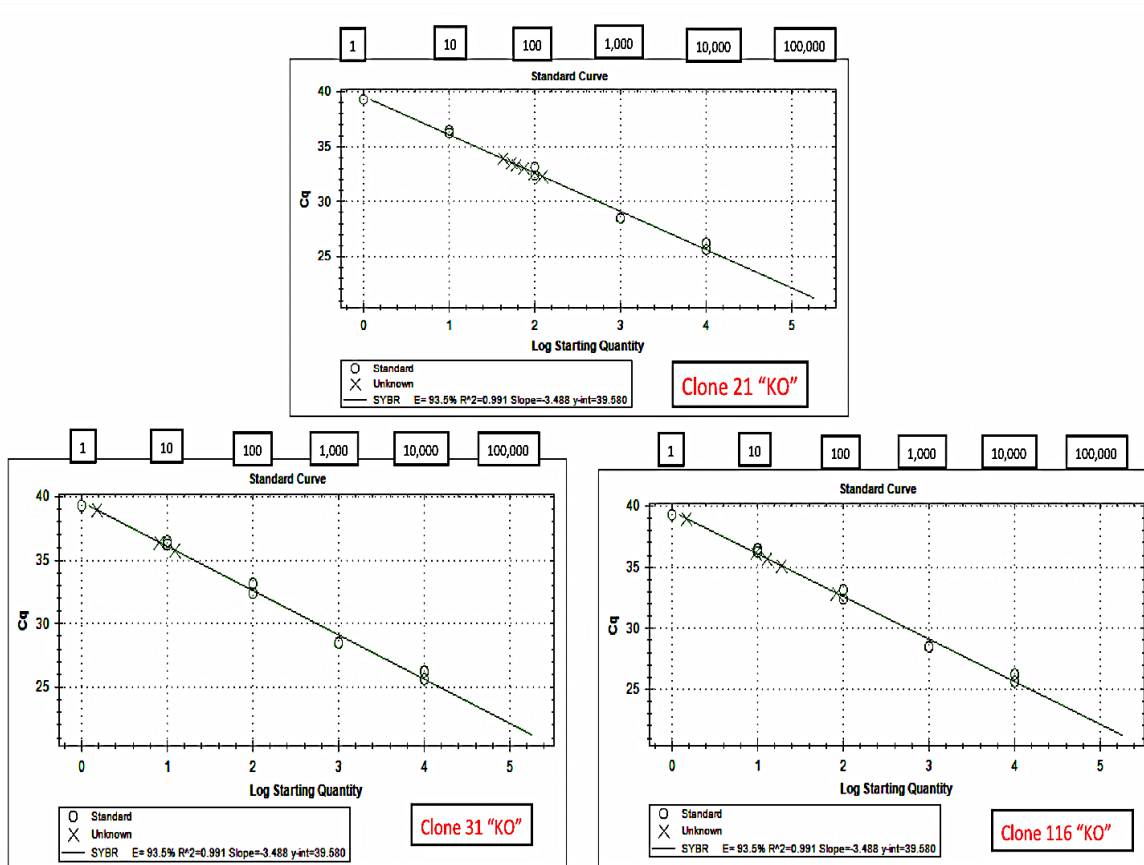 1 10 100 1,000 10,000 100,000
Standard Curve
40
35
30
25
Cq
0 1 2 3 4 5
Log Starting Quantity
O Standard
X Unknown
SYBR E= 93.5% R^2=0.991 Slope=-3.488 y-int=39.580
Clone 21 “KO”
1 10 100 1,000 10,000 100,000
Standard Curve
40
35
30
25
Cq
0 1 2 3 4 5
Log Starting Quantity
O Standard
X Unknown
SYBR E= 93.5% R^2=0.991 Slope=-3.488 y-int=39.580
Clone 31 “KO”
1 10 100 1,000 10,000 100,000
Standard Curve
40
35
30
25
Cq
0 1 2 3 4 5
Log Starting Quantity
O Standard
X Unknown
SYBR E= 93.5% R^2=0.991 Slope=-3.488 y-int=39.580
Clone 116 “KO”